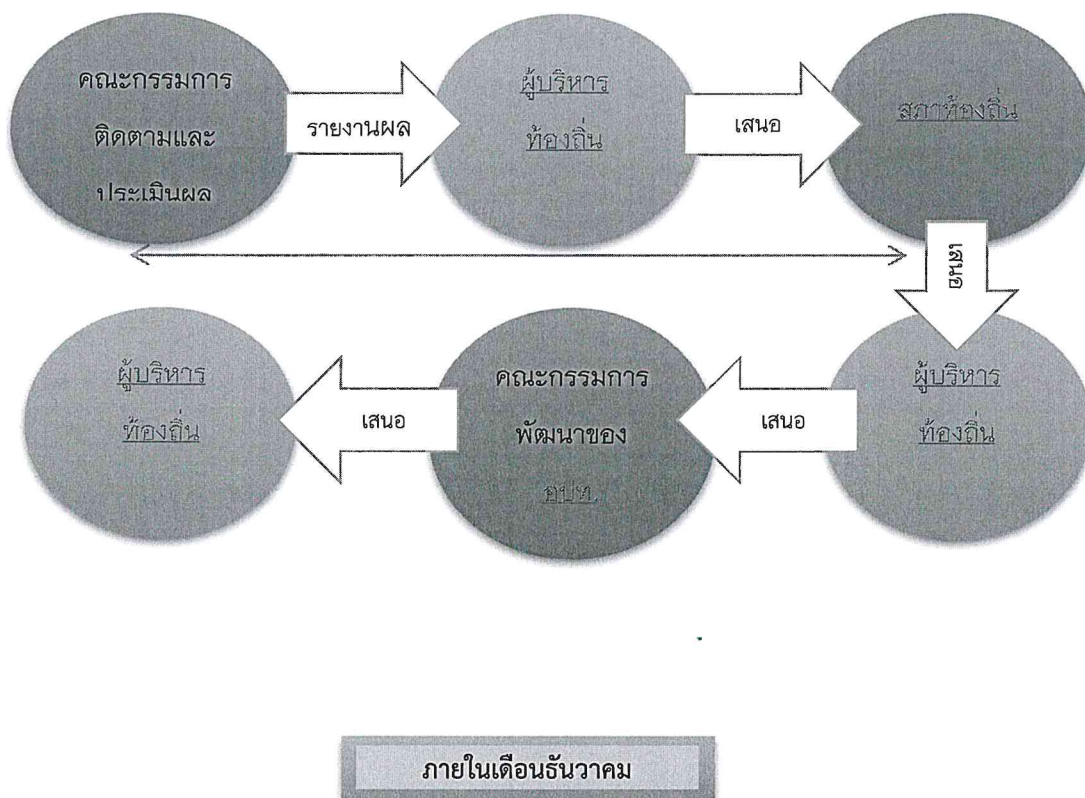 คณะกรรมการ
ติดตามและ
ประเมินผล
รายงานผล
ผู้บริหาร
ท้องถิ่น
เสนอ
สภาท้องถิ่น
เสนอ
ผู้บริหาร
ท้องถิ่น
เสนอ
คณะกรรมการ
พัฒนาของ
อปท.
เสนอ
ผู้บริหาร
ท้องถิ่น
ภายในเดือนธันวาคม